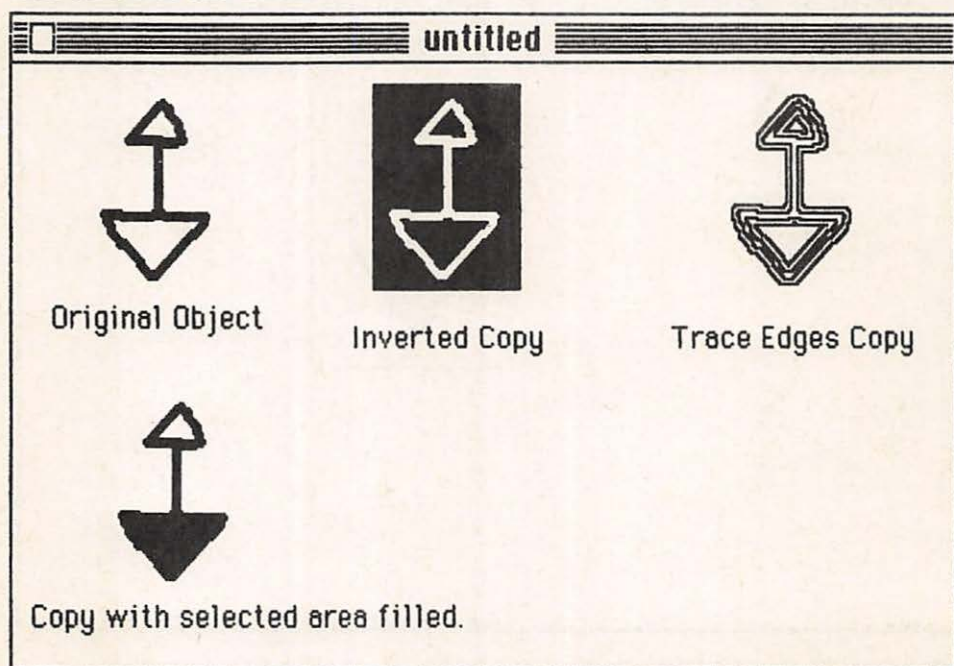 untitled
Original Object
Inverted Copy
Trace Edges Copy
Copy with selected area filled.